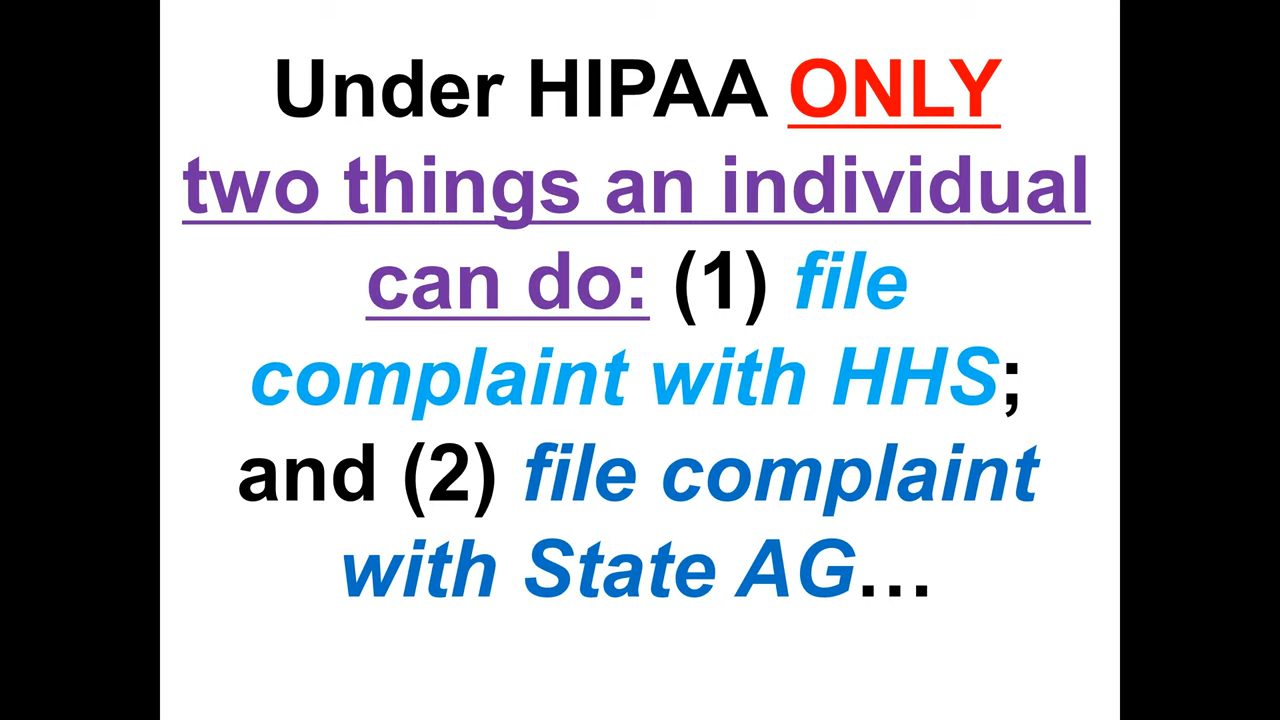 Under HIPAA ONLY
two things an individual
can do: (1) file
complaint with HHS;
and (2) file complaint
with State AG…